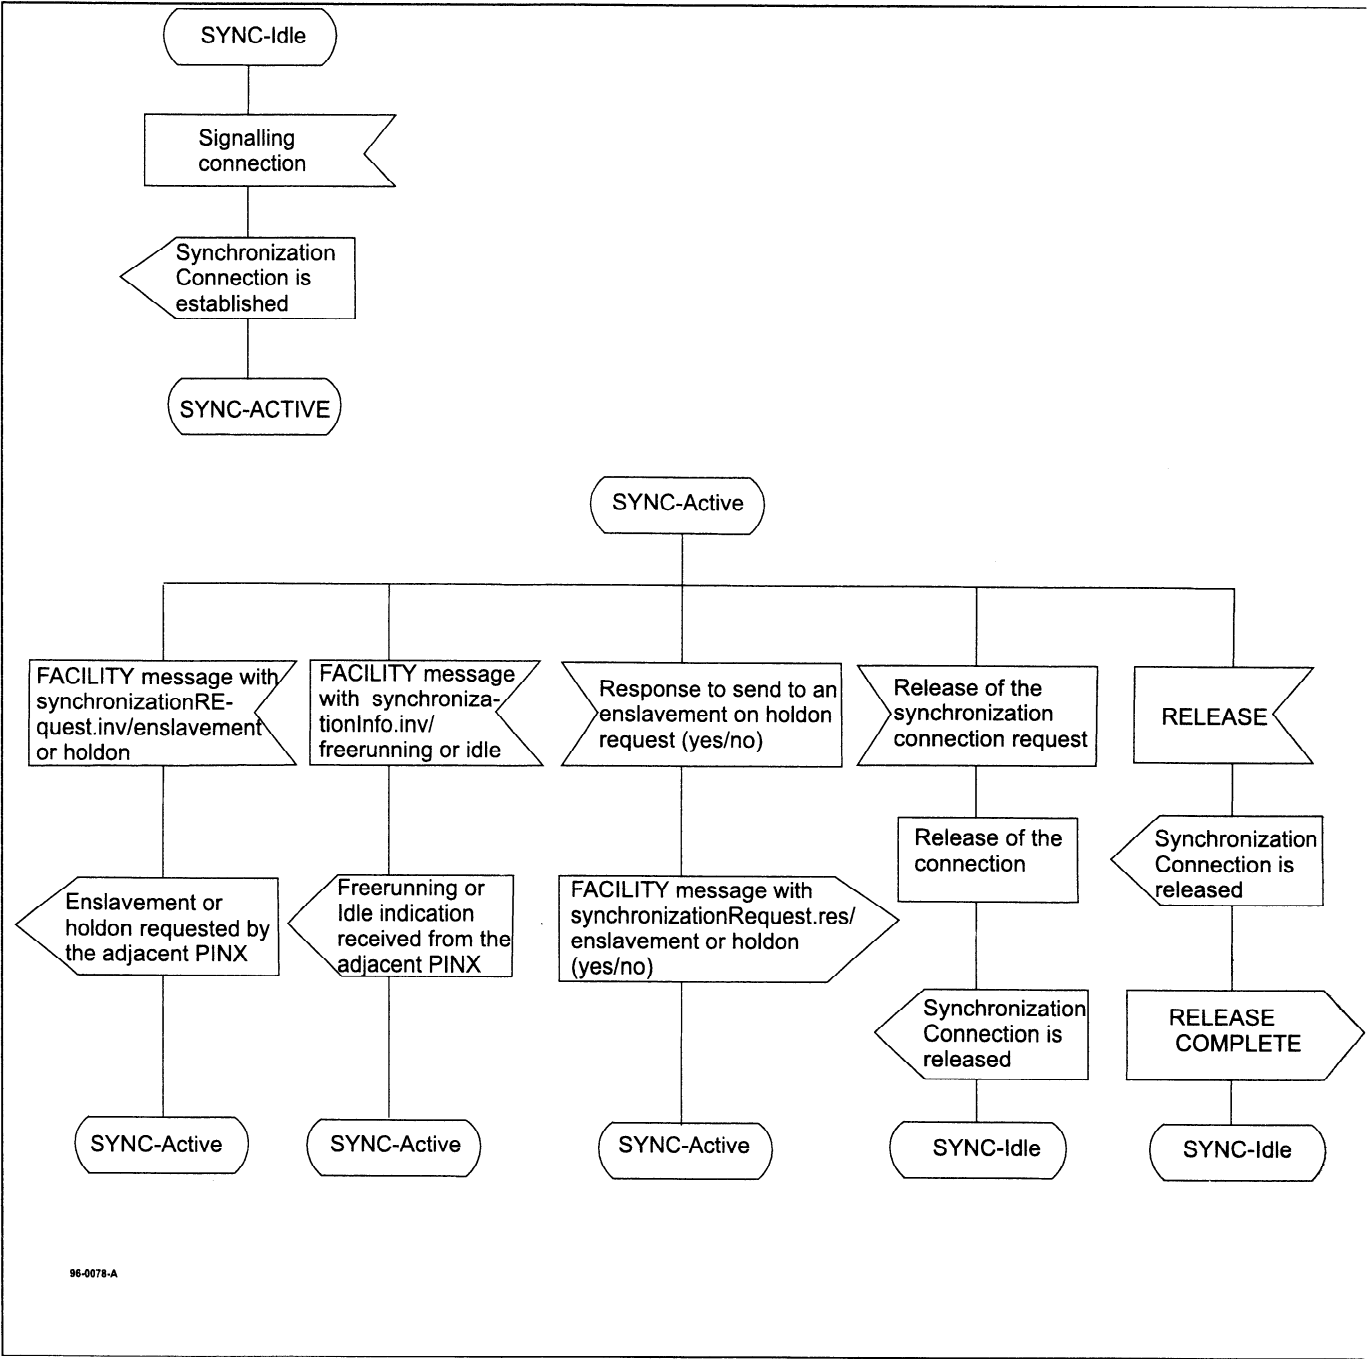 SYNC-Idle
Signalling
connection
Synchronization
Connection is
established
SYNC-ACTIVE
SYNC-Active
FACILITY message with
synchronizationRE-
quest.inv/enslavement
or holdon
FACILITY message
with synchroniza-
tionInfo.inv/
freerunning or idle
Response to send to an
enslavement on holdon
request (yes/no)
Release of the
synchronization
connection request
RELEASE
Enslavement or
holdon requested by
the adjacent PINX
Freerunning or
Idle indication
received from the
adjacent PINX
FACILITY message with
synchronizationRequest.res/
enslavement or holdon
(yes/no)
Release of the
connection
Synchronization
Connection is
released
Synchronization
Connection is
released
RELEASE
COMPLETE
SYNC-Active
SYNC-Active
SYNC-Active
SYNC-Idle
SYNC-Idle
96-0078-A